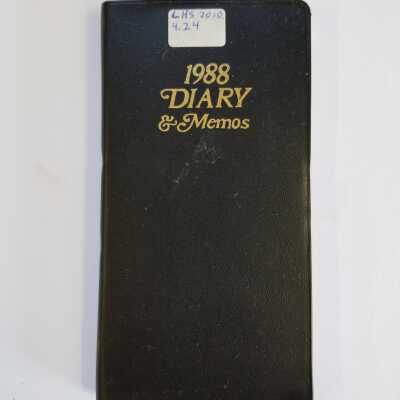 LHS 2010.
4.24
1988
DIARY
& Memos